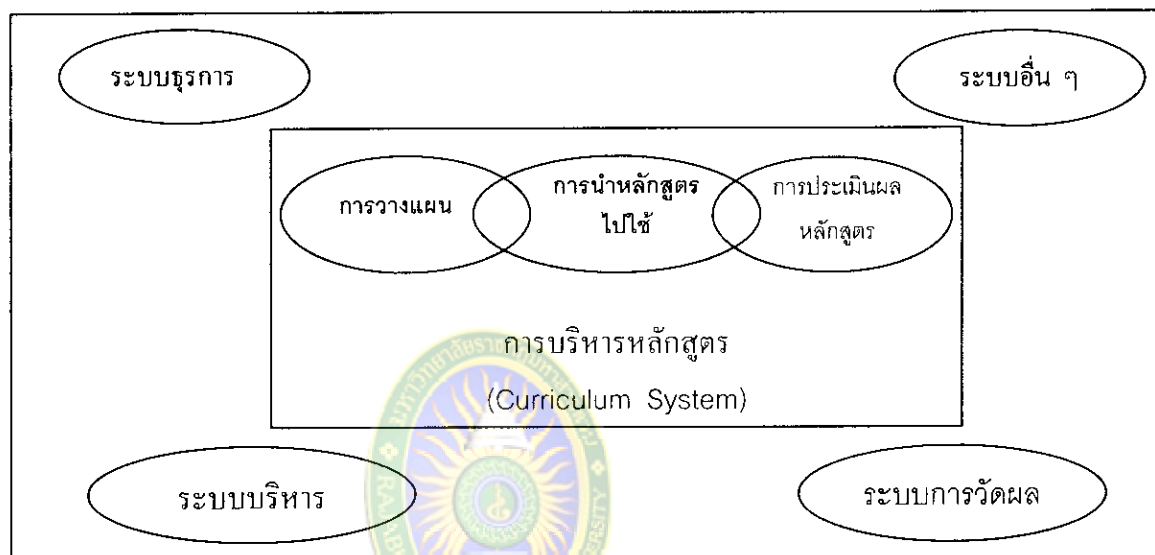 ระบบธุรการ
ระบบอื่น ๆ
การวางแผน
การนำหลักสูตร
ไปใช้
การประเมินผล
หลักสูตร
การบริหารหลักสูตร
(Curriculum System)
ระบบบริหาร
ระบบการวัดผล